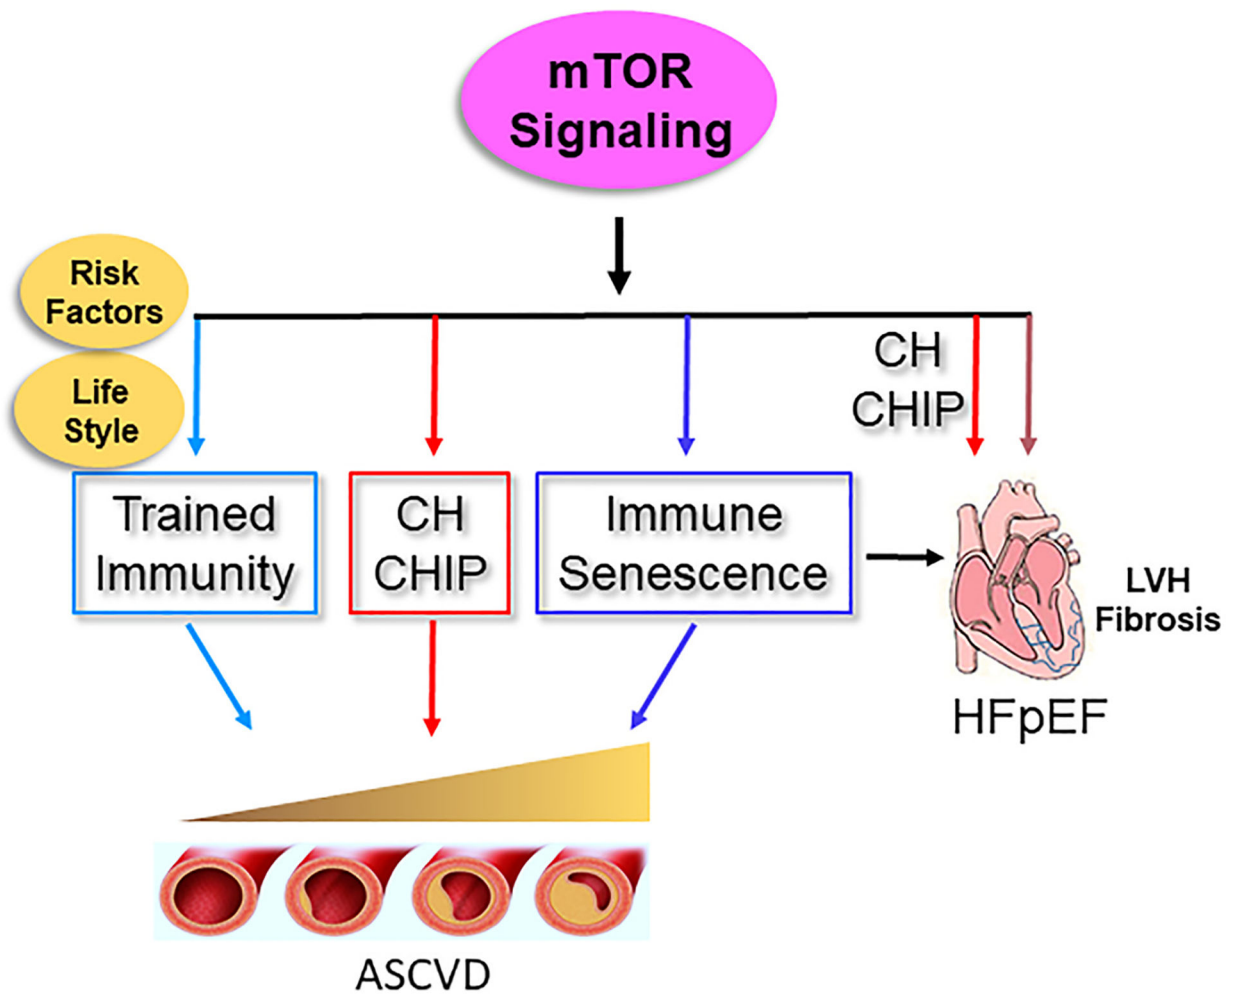 mTOR
Signaling
Risk
Factors
Life
Style
CH
CHIP
Trained
Immunity
CH
CHIP
Immune
Senescence
LVH
Fibrosis
HFpEF
ASCVD